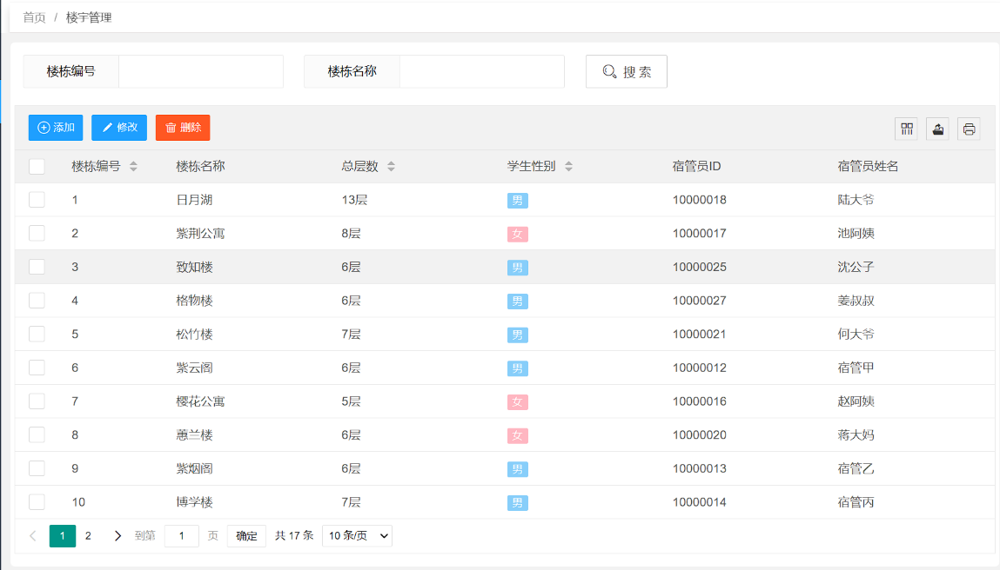 首页 / 楼宇管理
楼栋编号 楼栋名称 搜 索
添加 修改 删除
楼栋编号 楼栋名称 总层数 学生性别 宿管员ID 宿管员姓名
1 日月湖 13层 男 10000018 陆大爷
2 紫荆公寓 8层 女 10000017 池阿姨
3 致知楼 6层 男 10000025 沈公子
4 格物楼 6层 男 10000027 姜叔叔
5 松竹楼 7层 男 10000021 何大爷
6 紫云阁 6层 男 10000012 宿管甲
7 樱花公寓 5层 女 10000016 赵阿姨
8 蕙兰楼 6层 女 10000020 蒋大妈
9 紫烟阁 6层 男 10000013 宿管乙
10 博学楼 7层 男 10000014 宿管丙
1 2 到第 1 页 确定 共 17 条 10 条/页